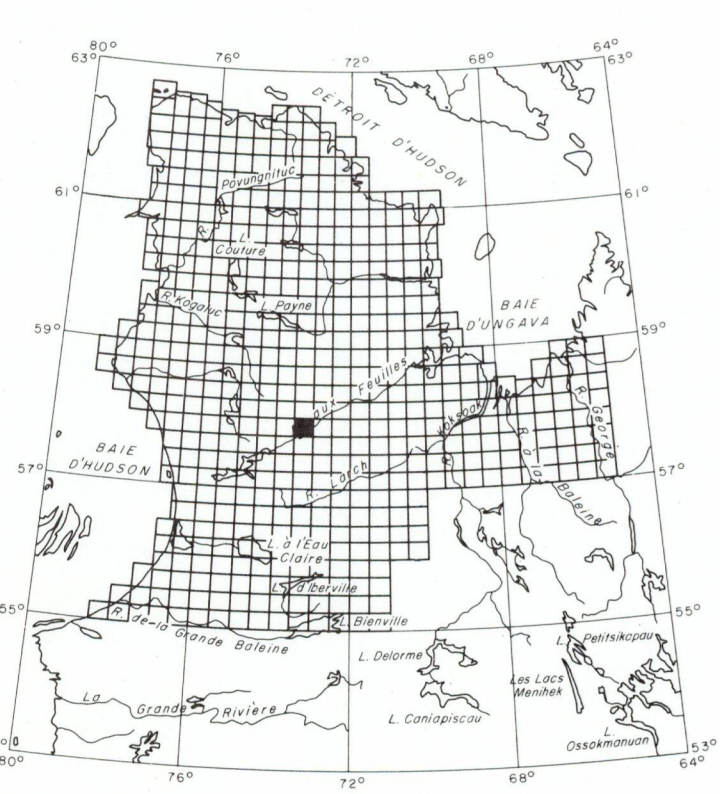 80° 76° 72° 68° 64°
63° 63°
DÉTROIT D'HUDSON
Povungnituc
R.
61° 61°
L.
Couture
R. Kogaluc
L. Payne
BAIE
D'UNGAVA
59° 59°
aux Feuilles
Koksoak
R. George
BAIE
D'HUDSON
R. Larch
R. à la Baleine
57° 57°
L. à l'Eau
Claire
L. d'Iberville
55° 55°
R. de-la Grande Baleine
L. Bienville
L. Petitsikapau
L. Delorme
Les Lacs
Menihek
La Grande Rivière
L. Caniapiscau
L.
Ossokmanuan
53°
80° 76° 72° 68° 64°